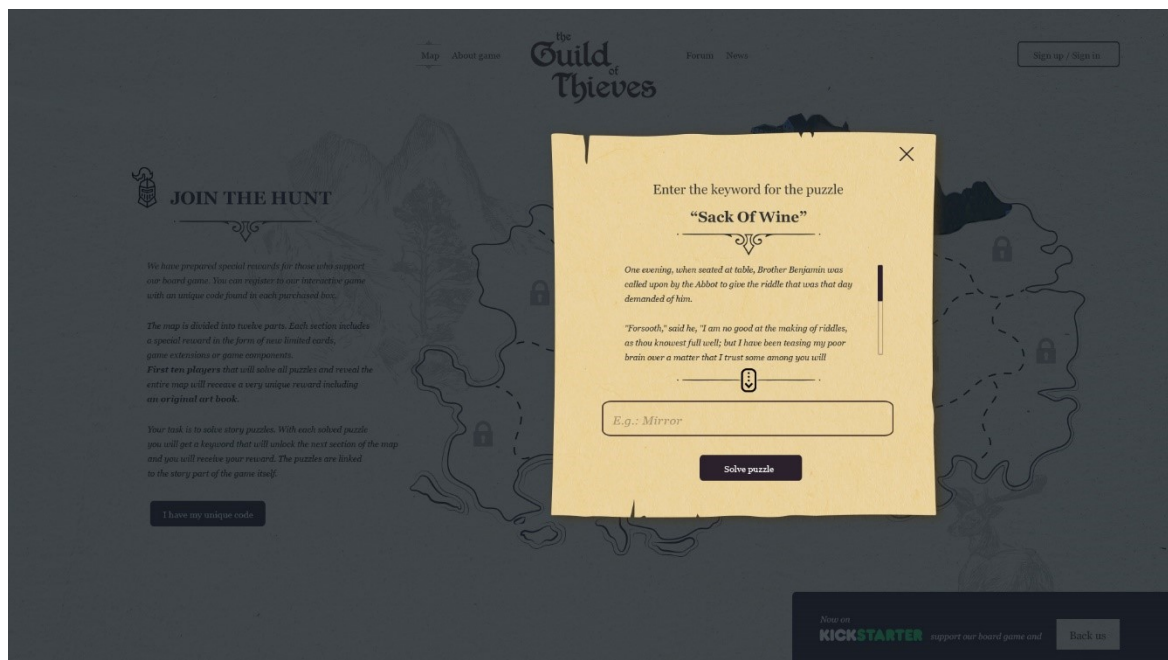 Map
About game
the
Guild
of
Thieves
Forum
News
Sign up / Sign in
JOIN THE HUNT
We have prepared special rewards for those who support
our board game. You can register to our interactive game
with an unique code found in each purchased box.
The map is divided into twelve parts. Each section includes
a special reward in the form of new limited cards,
game extensions or game components.
First ten players that will solve all puzzles and reveal the
entire map will receave a very unique reward including
an original art book.
Your task is to solve story puzzles. With each solved puzzle
you will get a keyword that will unlock the next section of the map
and you will receive your reward. The puzzles are linked
to the story part of the game itself.
I have my unique code
Enter the keyword for the puzzle
“Sack Of Wine”
One evening, when seated at table, Brother Benjamin was
called upon by the Abbot to give the riddle that was that day
demanded of him.
"Forsooth," said he, "I am no good at the making of riddles,
as thou knowest full well; but I have been teasing my poor
brain over a matter that I trust some among you will
E.g.: Mirror
Solve puzzle
Now on
KICKSTARTER support our board game and
Back us